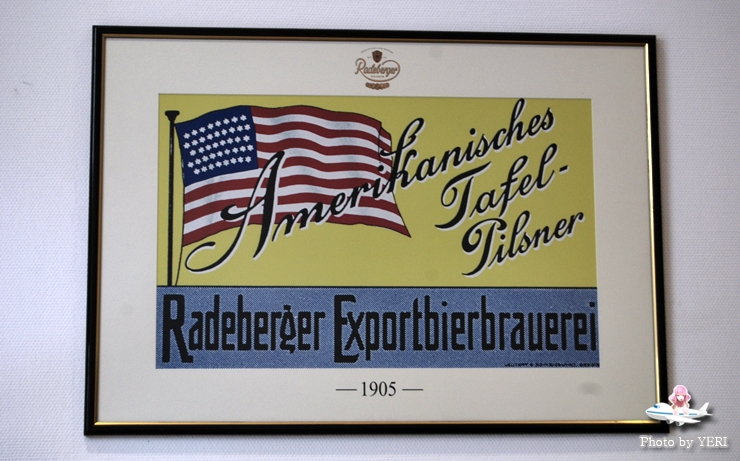 Radeberger
Amerikanisches
Tafel-
Pilsner
Radeberger Exportbierbrauerei
— 1905 —
Photo by YERI